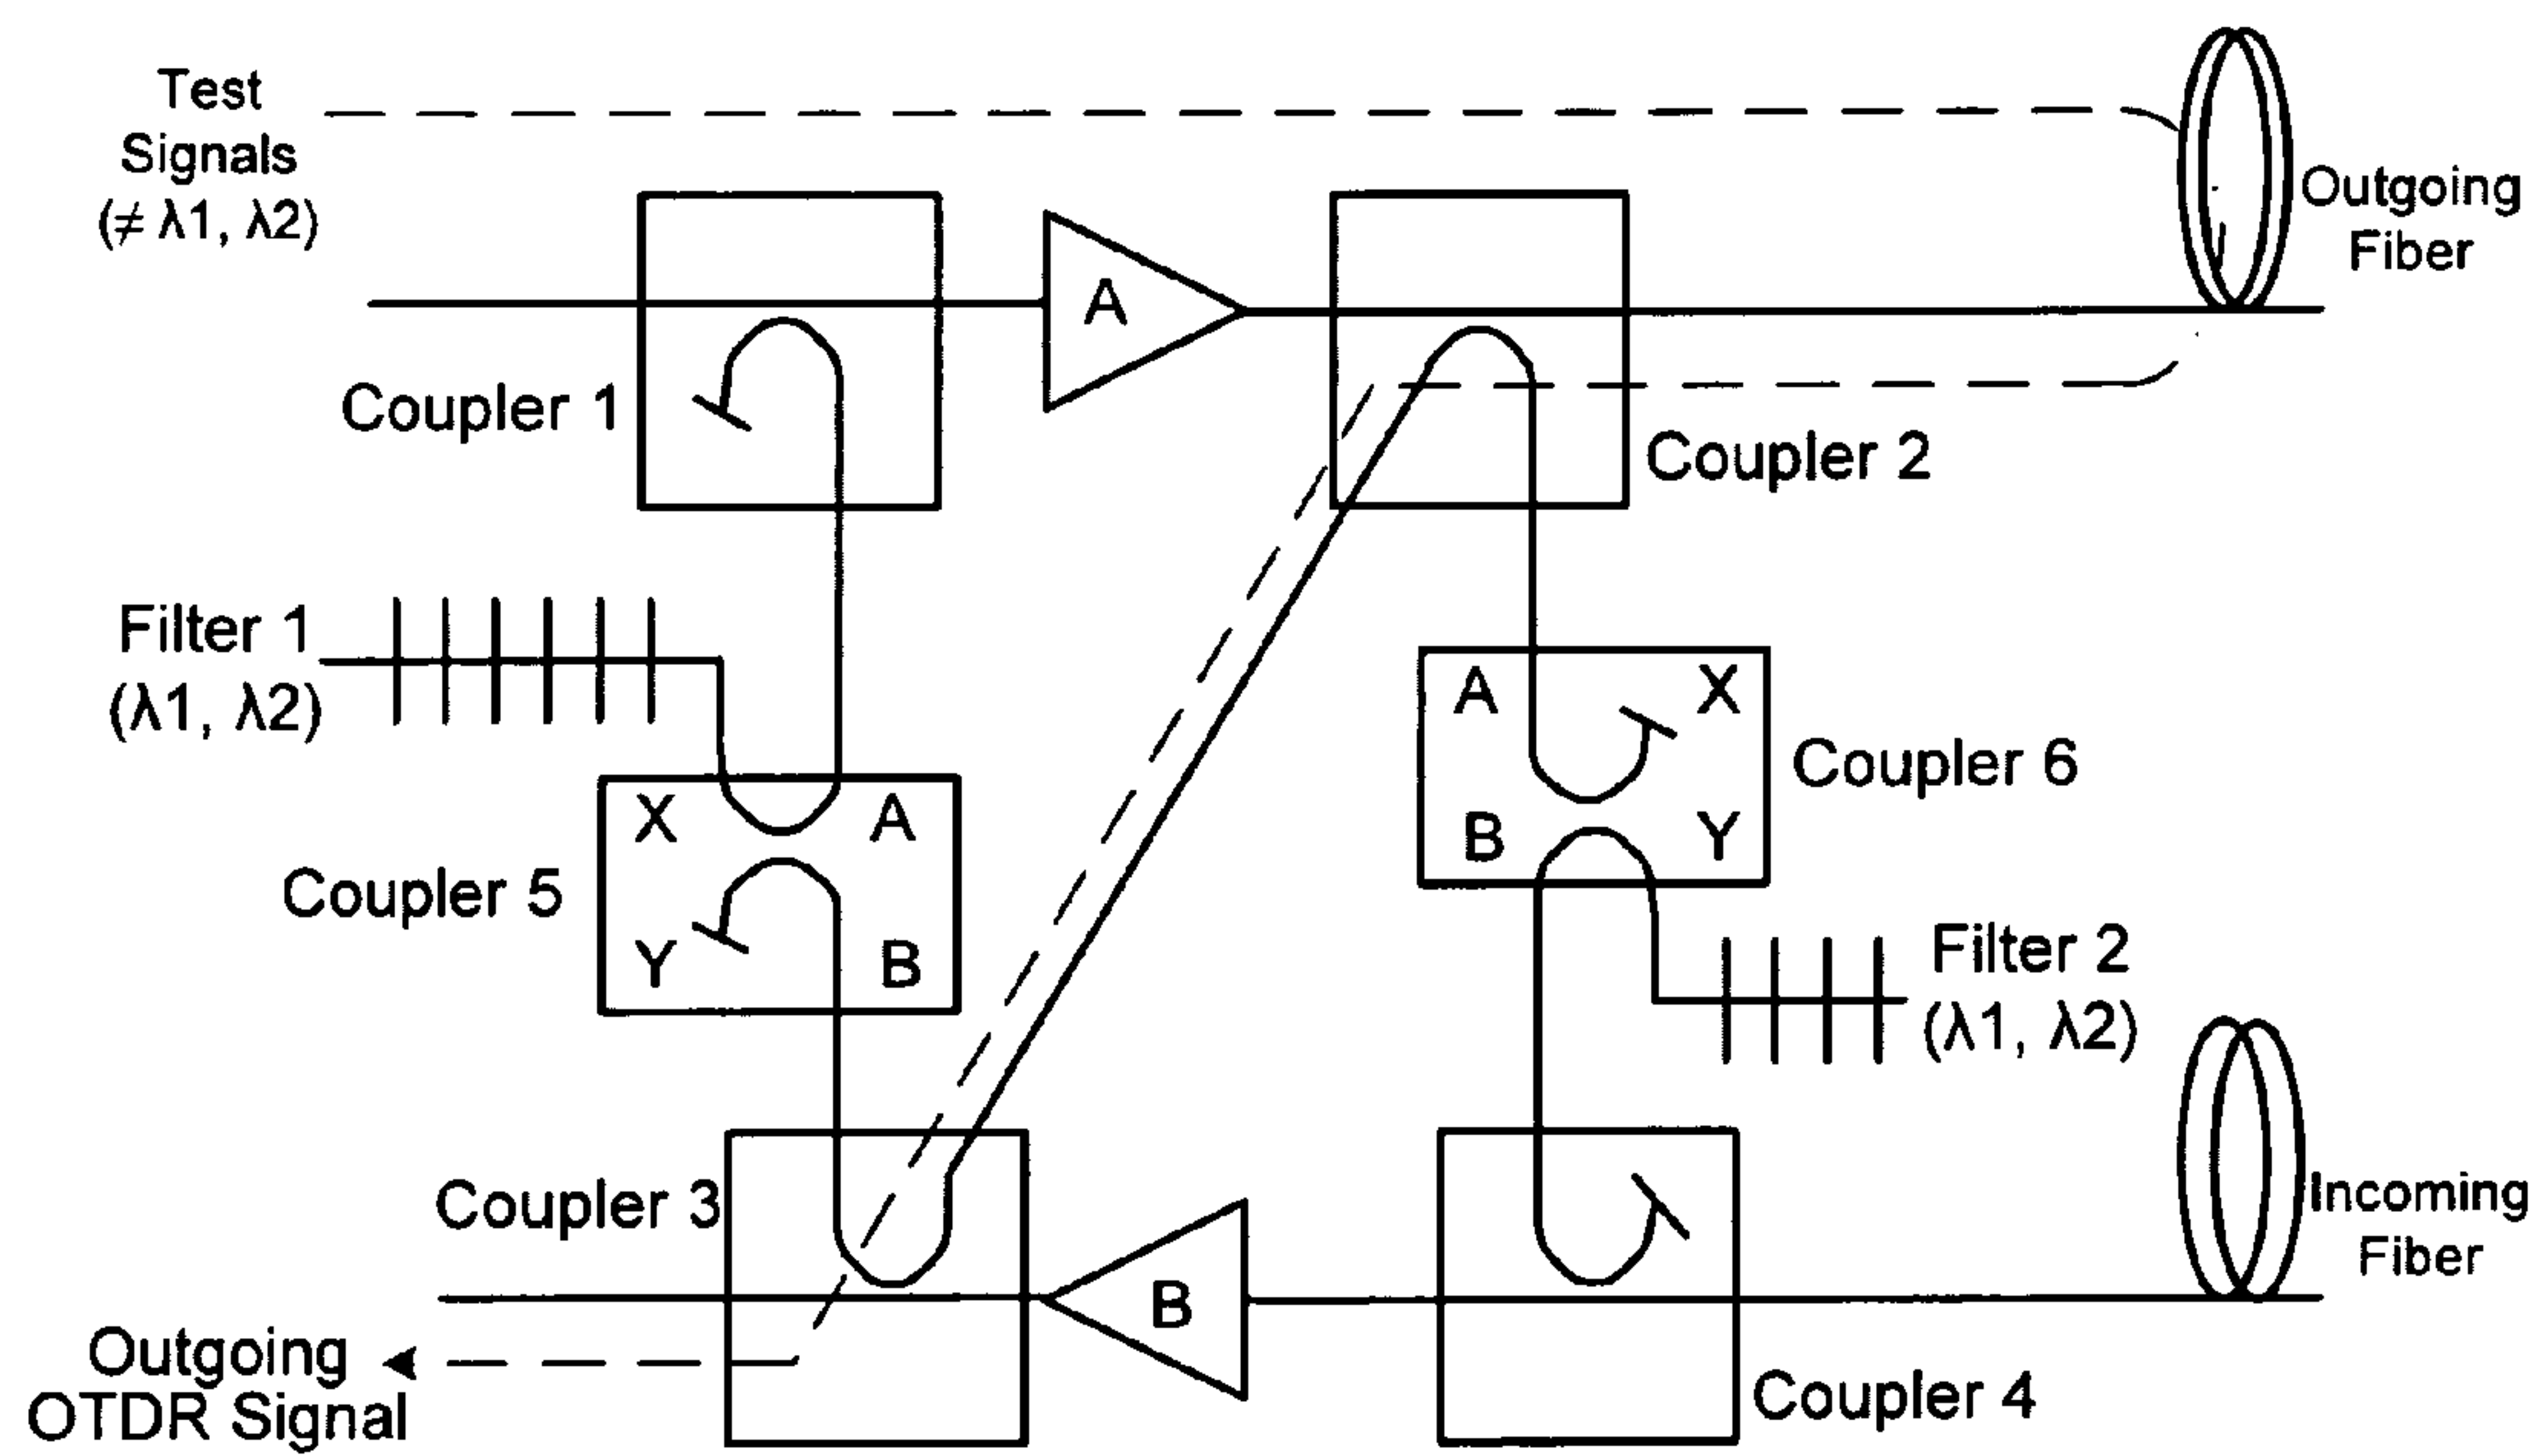 Test
Signals
(≠ λ1, λ2)
Outgoing
Fiber
A
Coupler 1
Coupler 2
Filter 1
(λ1, λ2)
A
X
Coupler 6
B
Y
X
A
Coupler 5
Y
B
Filter 2
(λ1, λ2)
Coupler 3
Incoming
Fiber
B
Outgoing
OTDR Signal
Coupler 4